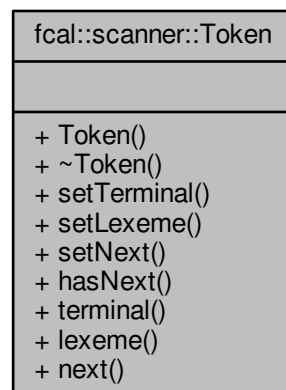 fcal::scanner::Token
+ Token()
+ ~Token()
+ setTerminal()
+ setLexeme()
+ setNext()
+ hasNext()
+ terminal()
+ lexeme()
+ next()